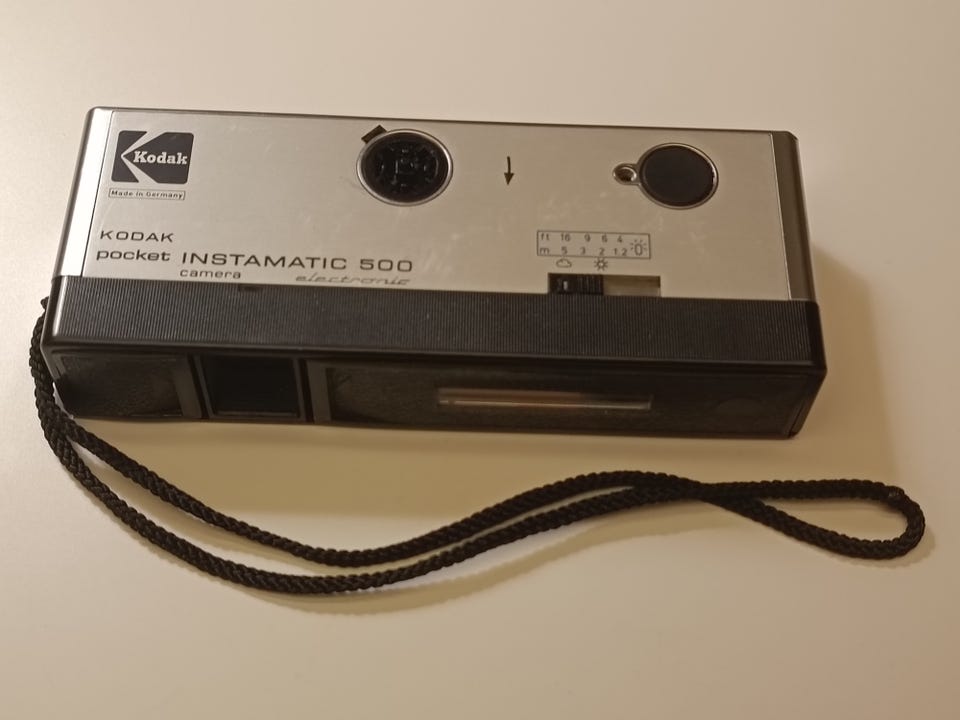 Kodak
Made in Germany
KODAK
pocket INSTAMATIC 500
camera
electronic
ft 16 9 6 4
m 5 3 2 1.2